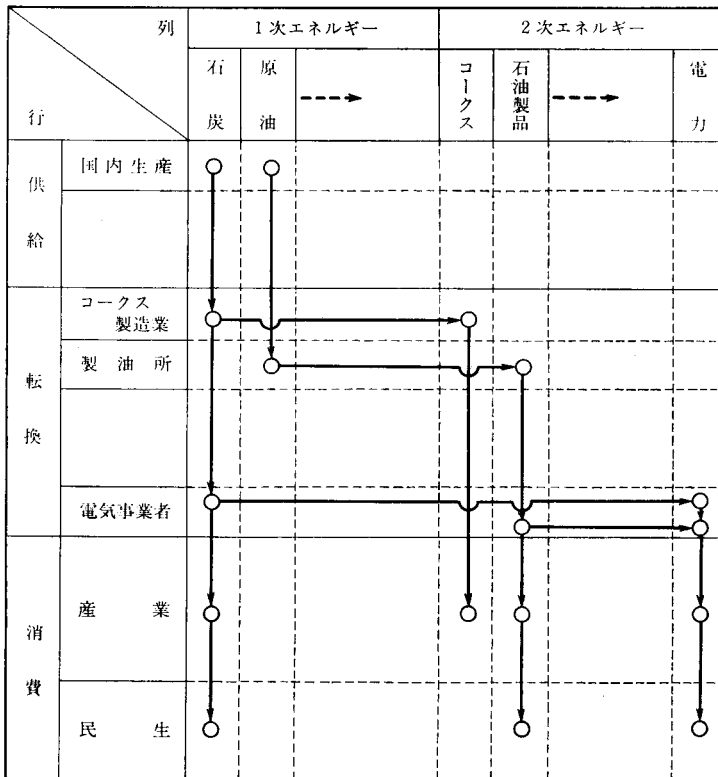 列
行
1次エネルギー
2次エネルギー
石炭
原油
コークス
石油製品
電力
供給
国内生産
転換
コークス
製造業
製油所
電気事業者
消費
産業
民生